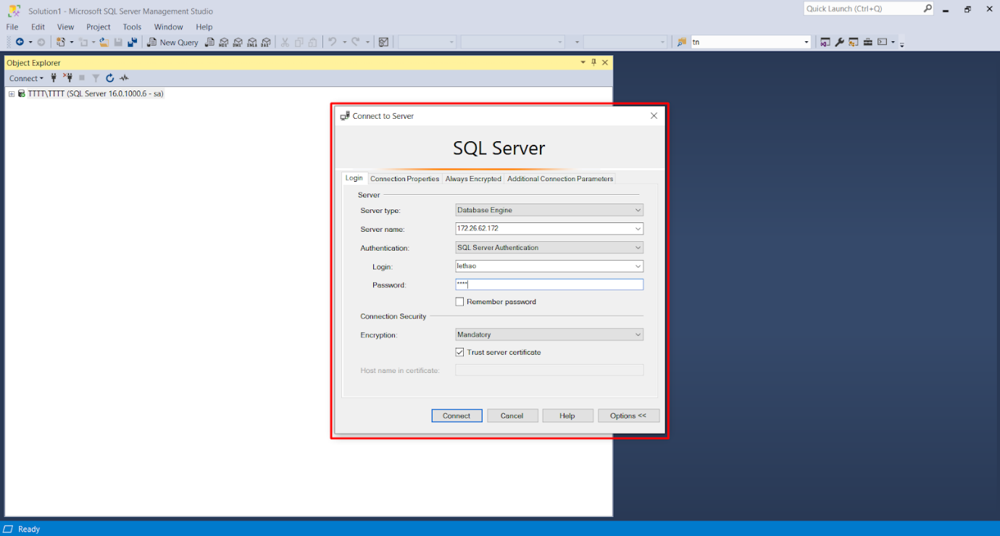 Solution1 - Microsoft SQL Server Management Studio
Quick Launch (Ctrl+Q)
File Edit View Project Tools Window Help
New Query
MDX DMX XMLA DAX
tn
Object Explorer
Connect
TTTT\TTTT (SQL Server 16.0.1000.6 - sa)
Connect to Server
SQL Server
Login Connection Properties Always Encrypted Additional Connection Parameters
Server
Server type: Database Engine
Server name: 172.26.62.172
Authentication: SQL Server Authentication
Login: lethao
Password: ****
Remember password
Connection Security
Encryption: Mandatory
Trust server certificate
Host name in certificate:
Connect Cancel Help Options <<
Ready